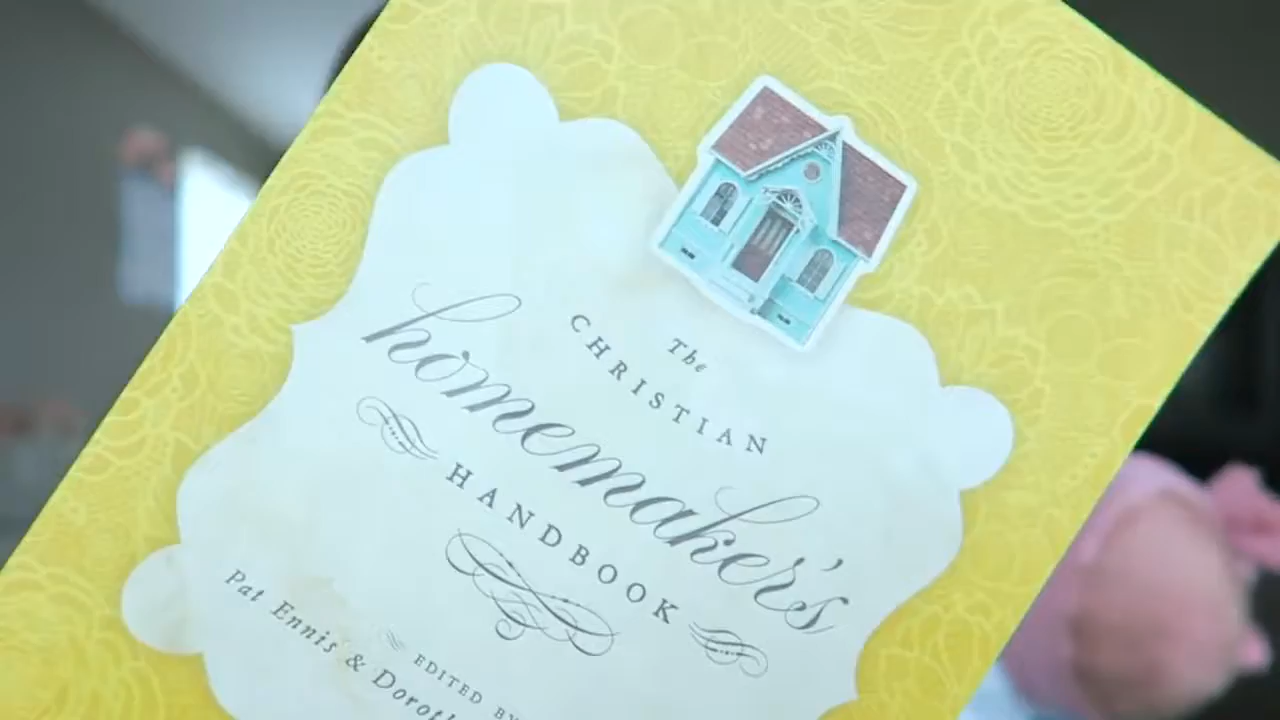 The
CHRISTIAN
homemaker's
HANDBOOK
EDITED BY
Pat Ennis &